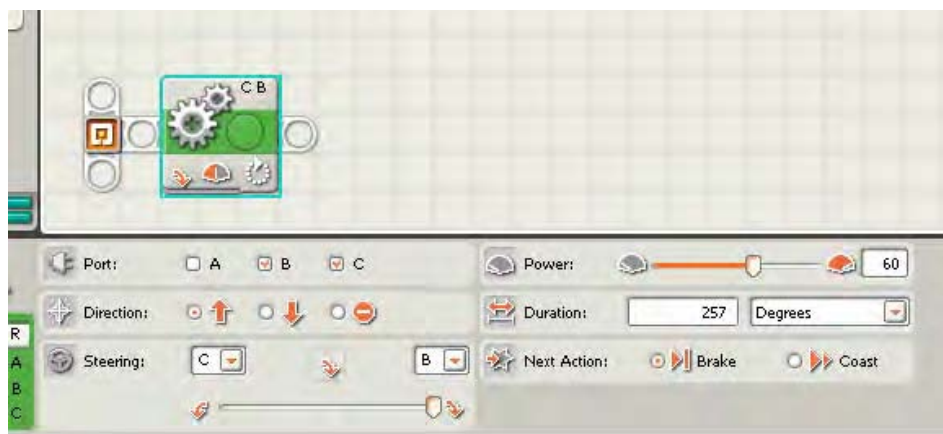 C B
Port: A B C
Power: 60
Direction:
Duration: 257 Degrees
R
A
B
C
Steering: C B
Next Action: Brake Coast